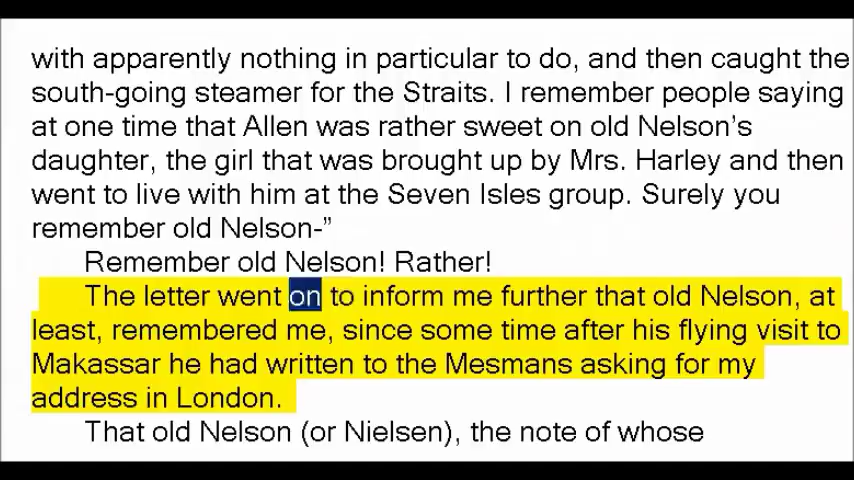 with apparently nothing in particular to do, and then caught the
south-going steamer for the Straits. I remember people saying
at one time that Allen was rather sweet on old Nelson’s
daughter, the girl that was brought up by Mrs. Harley and then
went to live with him at the Seven Isles group. Surely you
remember old Nelson-”
Remember old Nelson! Rather!
The letter went on to inform me further that old Nelson, at
least, remembered me, since some time after his flying visit to
Makassar he had written to the Mesmans asking for my
address in London.
That old Nelson (or Nielsen), the note of whose